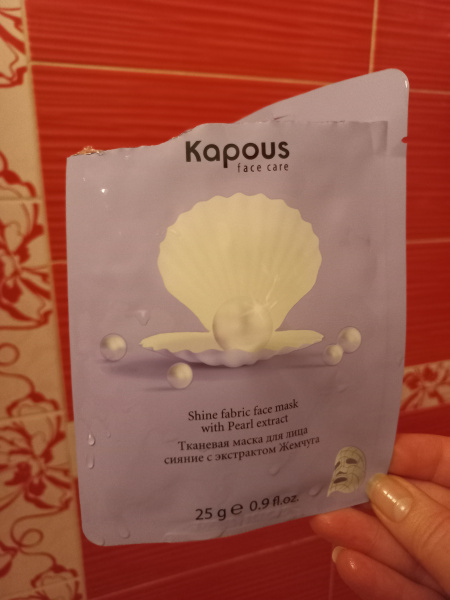 Kapous
face care
Shine fabric face mask
with Pearl extract
Тканевая маска для лица
сияние с экстрактом Жемчуга
25 g e 0.9 fl.oz.